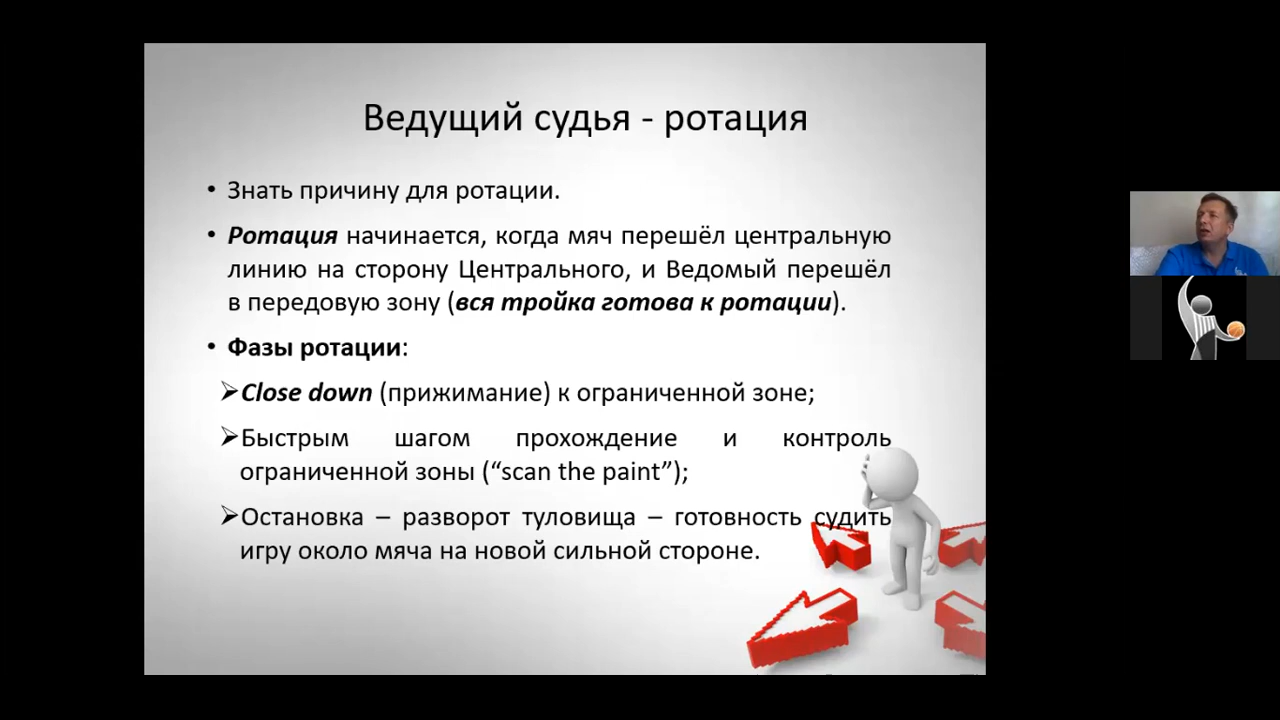 Ведущий судья - ротация
• Знать причину для ротации.
• Ротация начинается, когда мяч перешёл центральную
линию на сторону Центрального, и Ведомый перешёл
в передовую зону (вся тройка готова к ротации).
• Фазы ротации:
➢Close down (прижимание) к ограниченной зоне;
➢Быстрым шагом прохождение и контроль
ограниченной зоны (“scan the paint”);
➢Остановка – разворот туловища – готовность судить
игру около мяча на новой сильной стороне.